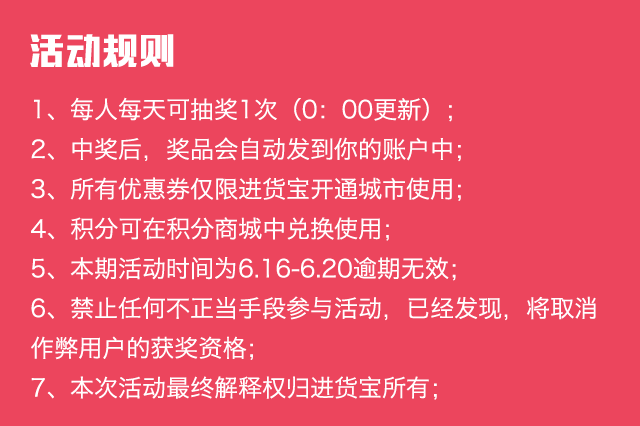 活动规则
1、每人每天可抽奖1次（0：00更新）；
2、中奖后，奖品会自动发到你的账户中；
3、所有优惠券仅限进货宝开通城市使用；
4、积分可在积分商城中兑换使用；
5、本期活动时间为6.16-6.20逾期无效；
6、禁止任何不正当手段参与活动，已经发现，将取消
作弊用户的获奖资格；
7、本次活动最终解释权归进货宝所有；